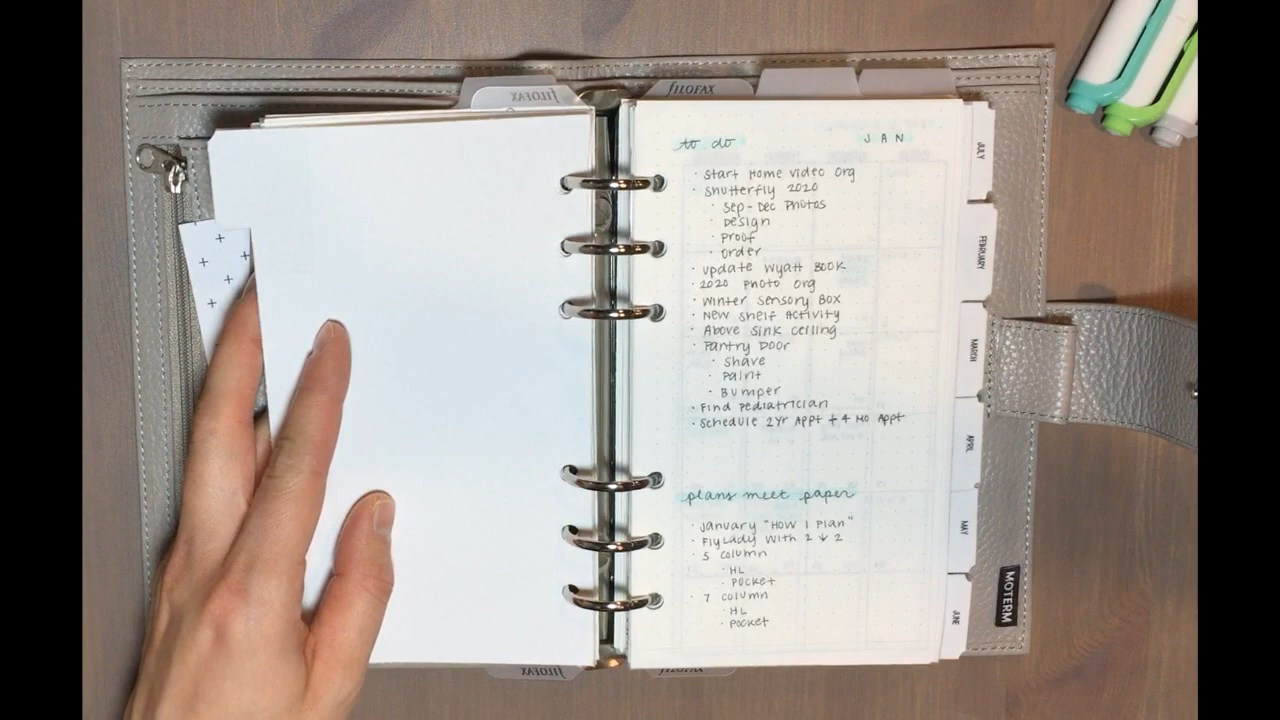 FILOFAX
FILOFAX
to do JAN
· Start Home Video Org
· Shutterfly 2020
· Sep-Dec Photos
· Design
· Proof
· Order
· Update Wyatt Book
· 2020 Photo Org
· Winter Sensory Box
· New Shelf Activity
· Above Sink Ceiling
· Pantry Door
· Shave
· Paint
· Bumper
· Find Pediatrician
· Schedule 2Yr Appt + 4 Mo Appt
plans meet paper
· January "How I Plan"
· FlyLady With 2 ↓ 2
· 5 Column
· HL
· Pocket
· 7 Column
· HL
· Pocket
JULY
FEBRUARY
MARCH
APRIL
MAY
JUNE
MOTERM
FILOFAX
FILOFAX